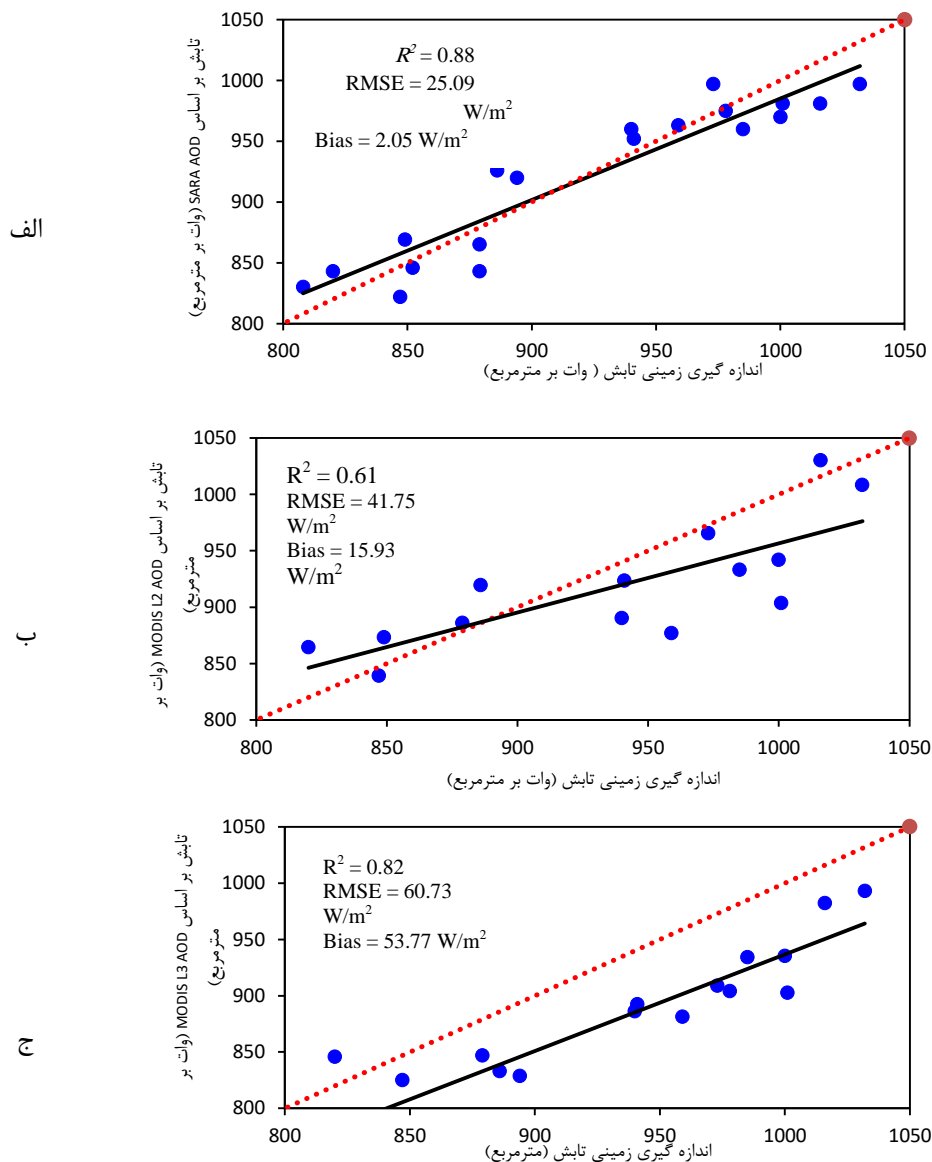 الف
تابش بر اساس SARA AOD (وات بر مترمربع)
1050
1000
950
900
850
800
R² = 0.88
RMSE = 25.09
W/m²
Bias = 2.05 W/m²
800 850 900 950 1000 1050
اندازه گیری زمینی تابش ( وات بر مترمربع)
ب
تابش بر اساس MODIS L2 AOD (وات بر
مترمربع)
1050
1000
950
900
850
800
R² = 0.61
RMSE = 41.75
W/m²
Bias = 15.93
W/m²
800 850 900 950 1000 1050
اندازه گیری زمینی تابش (وات بر مترمربع)
ج
تابش بر اساس MODIS L3 AOD (وات بر
مترمربع)
1050
1000
950
900
850
800
R² = 0.82
RMSE = 60.73
W/m²
Bias = 53.77 W/m²
800 850 900 950 1000 1050
اندازه گیری زمینی تابش (مترمربع)